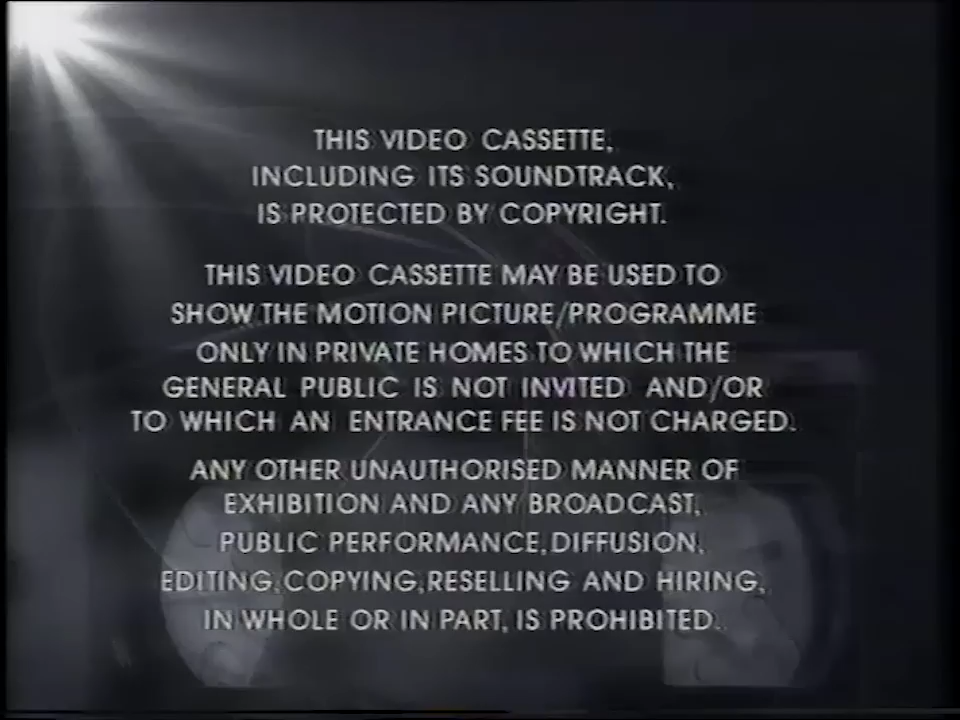 THIS VIDEO CASSETTE,
INCLUDING ITS SOUNDTRACK,
IS PROTECTED BY COPYRIGHT.
THIS VIDEO CASSETTE MAY BE USED TO
SHOW THE MOTION PICTURE/PROGRAMME
ONLY IN PRIVATE HOMES TO WHICH THE
GENERAL PUBLIC IS NOT INVITED AND/OR
TO WHICH AN ENTRANCE FEE IS NOT CHARGED.
ANY OTHER UNAUTHORISED MANNER OF
EXHIBITION AND ANY BROADCAST,
PUBLIC PERFORMANCE, DIFFUSION,
EDITING, COPYING, RESELLING AND HIRING,
IN WHOLE OR IN PART, IS PROHIBITED.